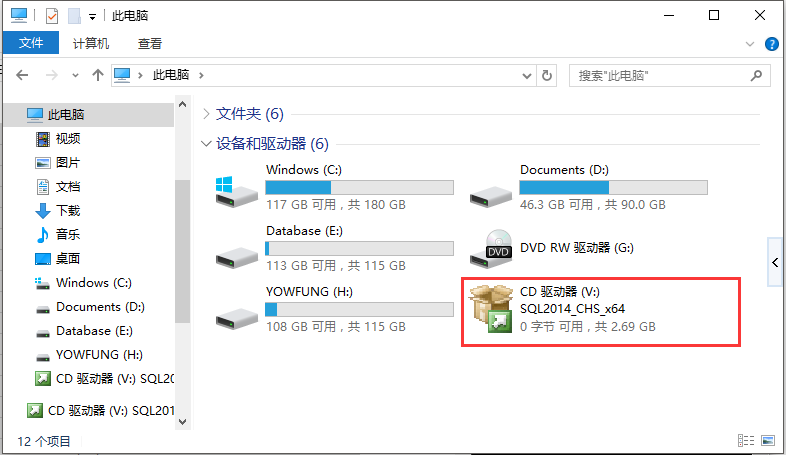 此电脑
文件
计算机
查看
此电脑
搜索"此电脑"
此电脑
视频
图片
文档
下载
音乐
桌面
Windows (C:)
Documents (D:)
Database (E:)
YOWFUNG (H:)
CD 驱动器 (V:) SQL20
CD 驱动器 (V:) SQL201
文件夹 (6)
设备和驱动器 (6)
Windows (C:)
117 GB 可用，共 180 GB
Documents (D:)
46.3 GB 可用，共 90.0 GB
Database (E:)
113 GB 可用，共 115 GB
DVD
DVD RW 驱动器 (G:)
YOWFUNG (H:)
108 GB 可用，共 115 GB
CD 驱动器 (V:)
SQL2014_CHS_x64
0 字节 可用，共 2.69 GB
12 个项目